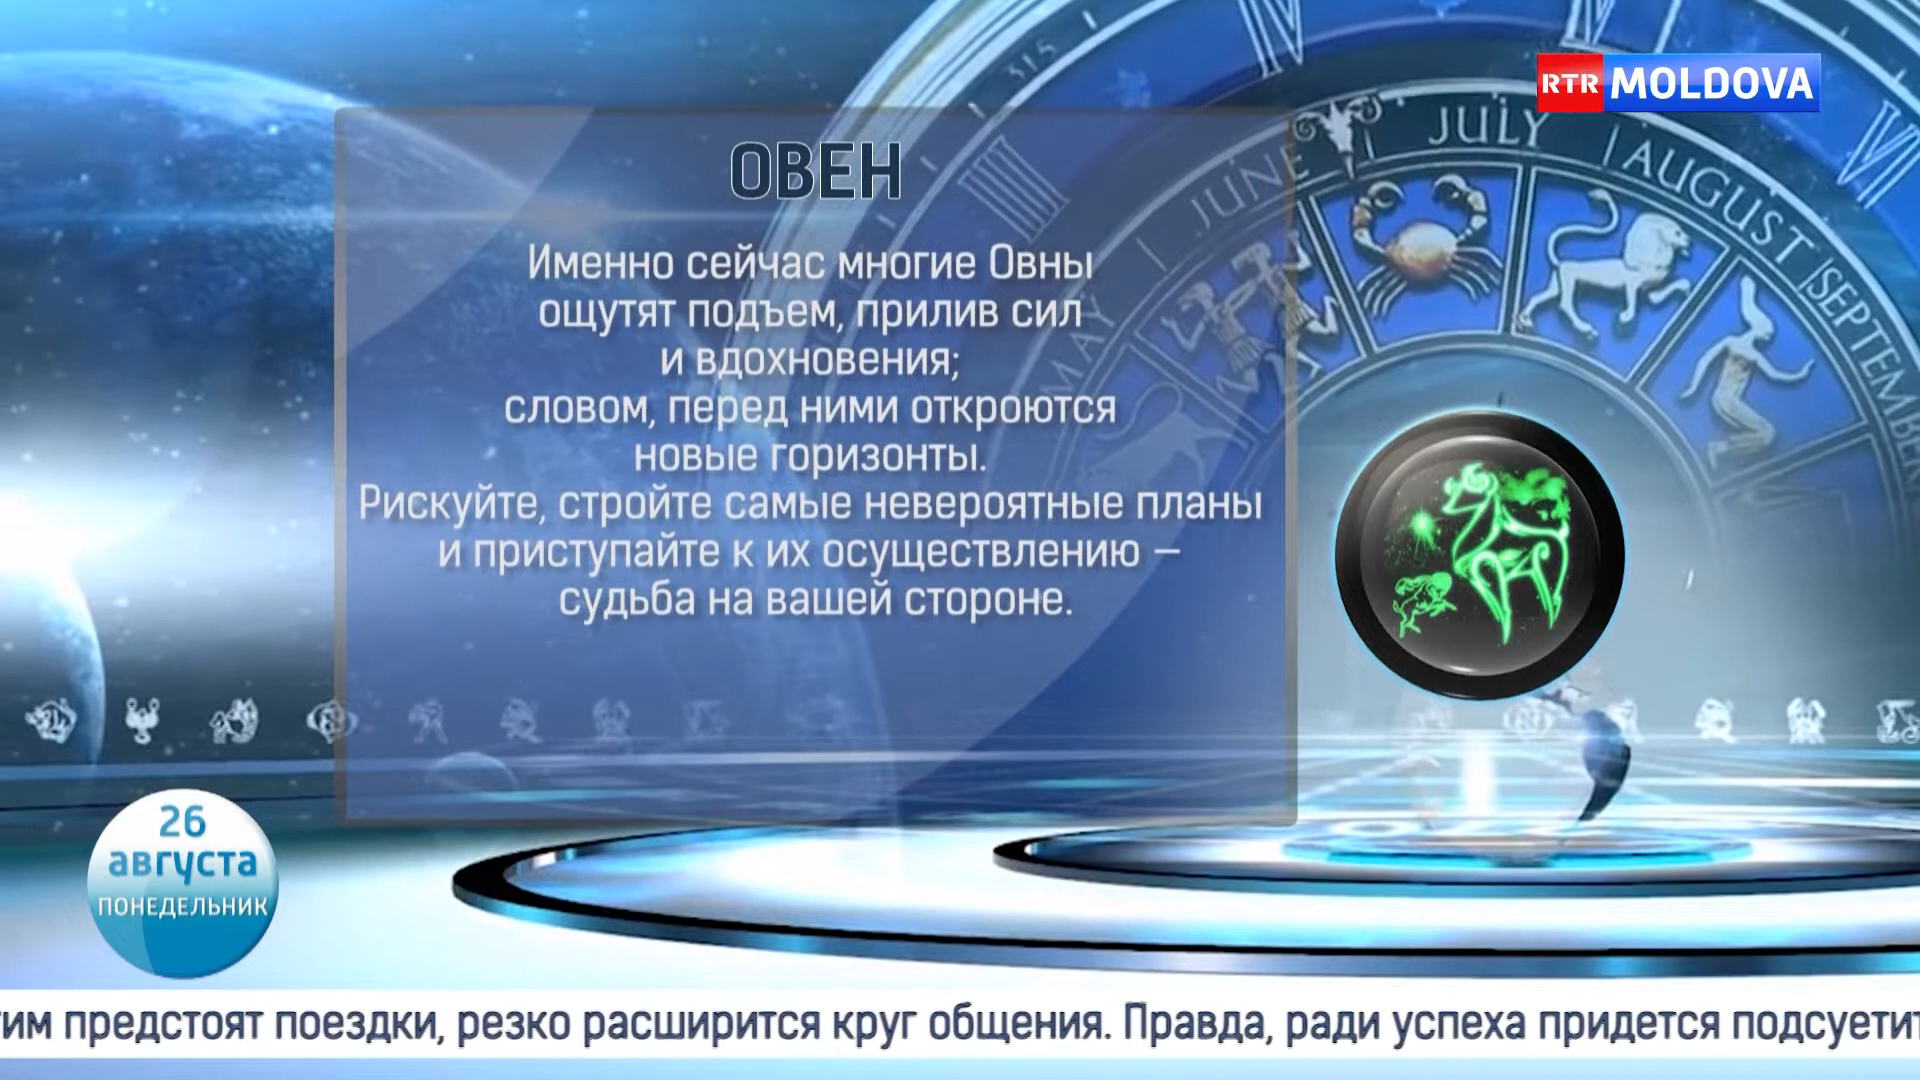 RTR MOLDOVA
315
MAY
JUNE
JULY
AUGUST
SEPTEMBER
ОВЕН
Именно сейчас многие Овны
ощутят подъем, прилив сил
и вдохновения;
словом, перед ними откроются
новые горизонты.
Рискуйте, стройте самые невероятные планы
и приступайте к их осуществлению –
судьба на вашей стороне.
26
августа
ПОНЕДЕЛЬНИК
предстоят поездки, резко расширится круг общения. Правда, ради успеха придется